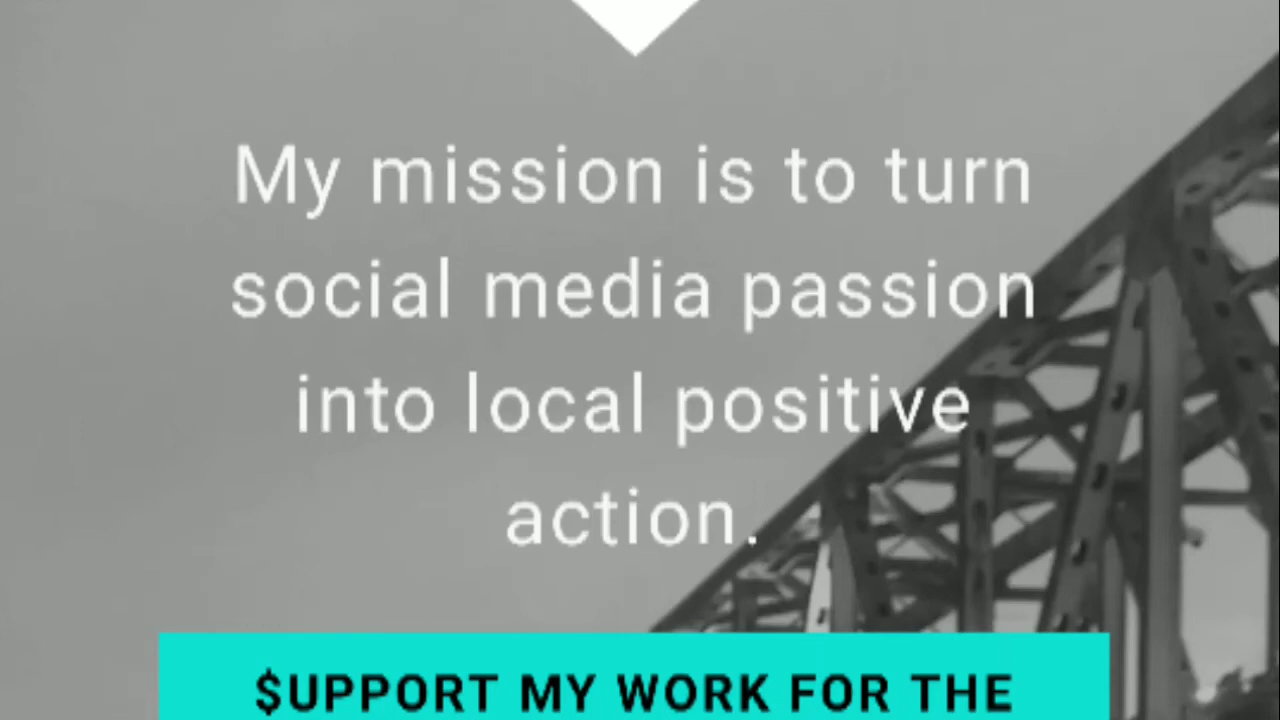 My mission is to turn
social media passion
into local positive
action.
$UPPORT MY WORK FOR THE